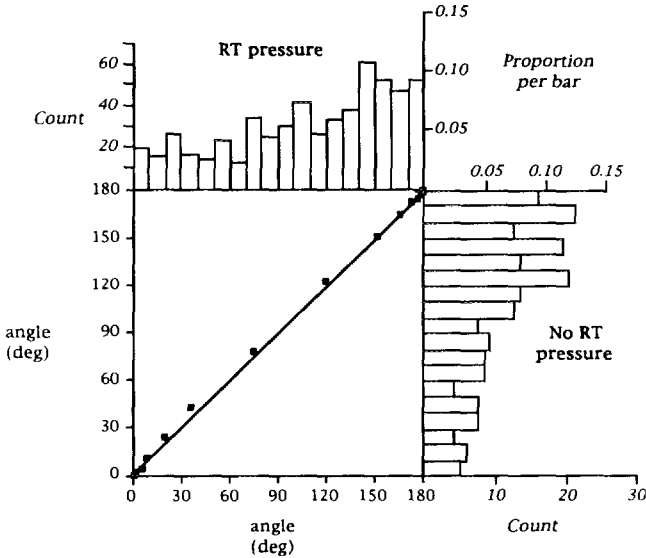 0.15
RT pressure
60
Proportion
per bar
0.10
40
Count
0.05
20
180
0.05 0.10 0.15
150
120
90
angle
(deg)
No RT
pressure
60
30
0
0 30 60 90 120 150 180
10 20 30
angle
(deg)
Count